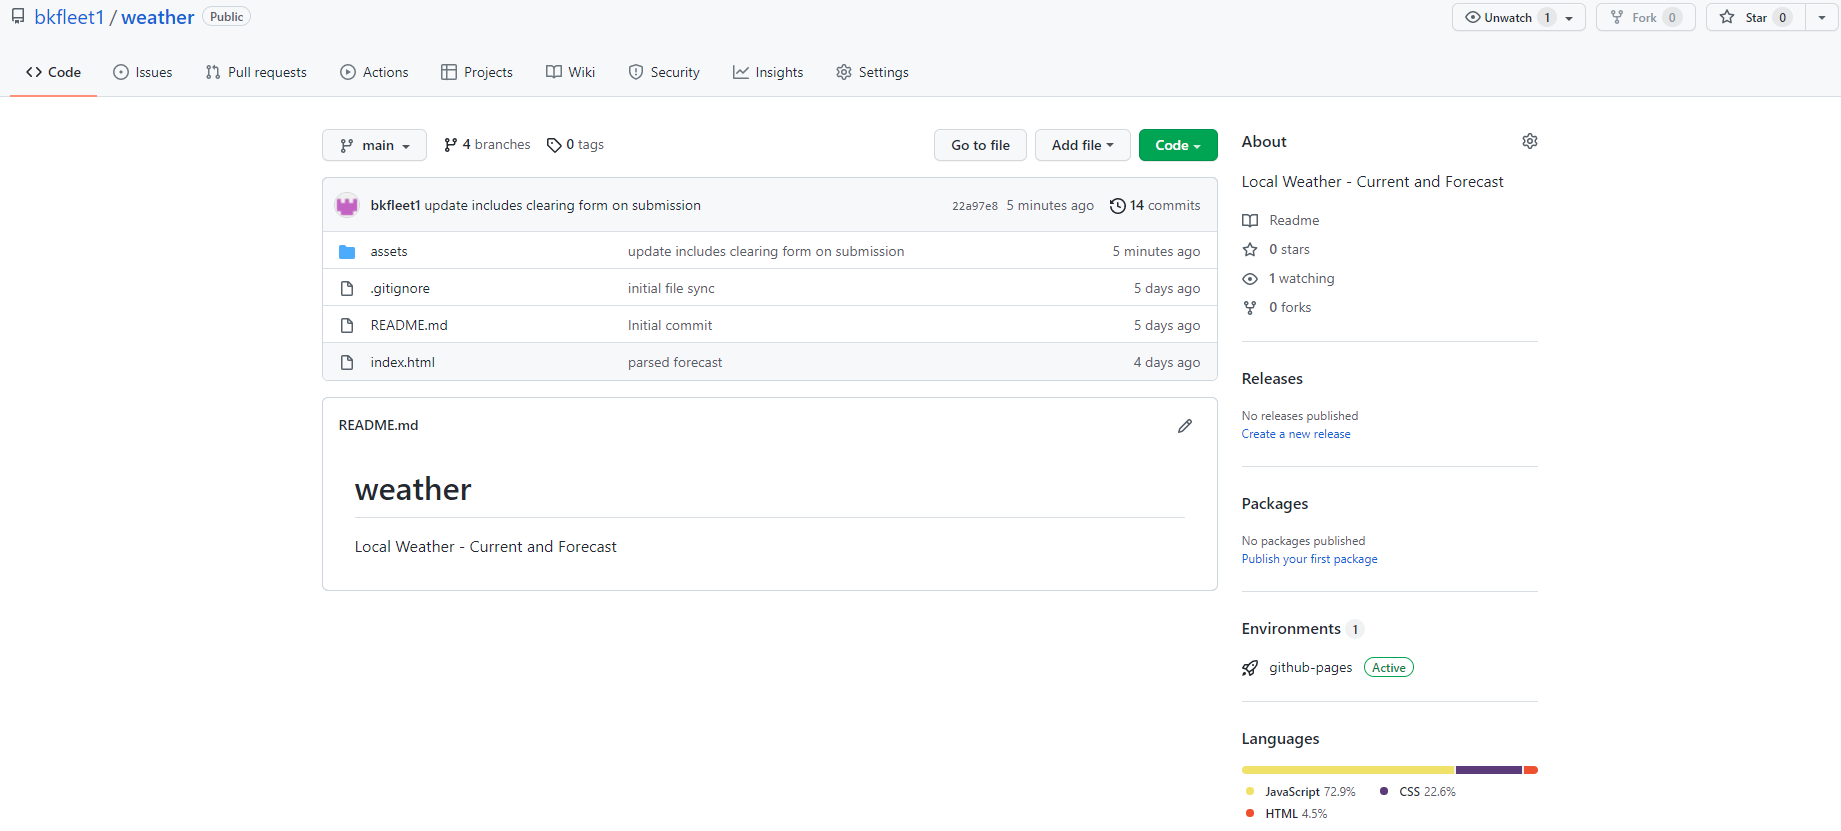 bkfleet1 / weather Public Unwatch 1 Fork 0 Star 0
Code Issues Pull requests Actions Projects Wiki Security Insights Settings
main 4 branches 0 tags Go to file Add file Code
bkfleet1 update includes clearing form on submission 22a97e8 5 minutes ago 14 commits
assets update includes clearing form on submission 5 minutes ago
.gitignore initial file sync 5 days ago
README.md Initial commit 5 days ago
index.html parsed forecast 4 days ago
README.md
weather
Local Weather - Current and Forecast
About
Local Weather - Current and Forecast
Readme
0 stars
1 watching
0 forks
Releases
No releases published
Create a new release
Packages
No packages published
Publish your first package
Environments 1
github-pages Active
Languages
JavaScript 72.9% CSS 22.6%
HTML 4.5%